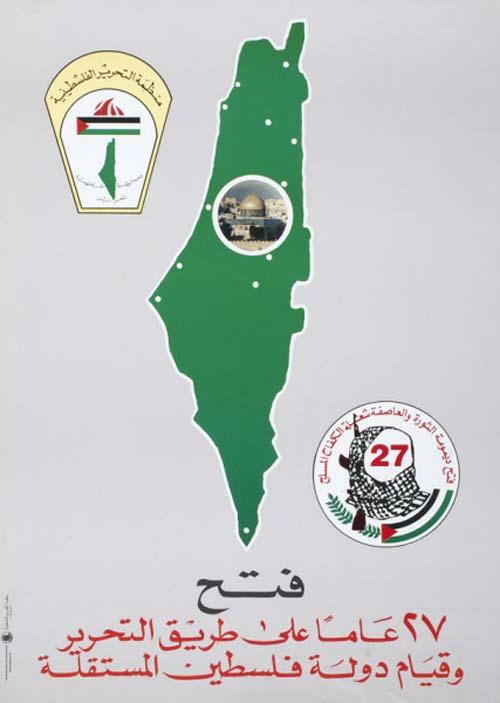 منظمة التحرير الفلسطينية
فتح ديمومة الثورة والعاصفة شعلة الكفاح المسلح
27
فتح
٢٧ عاما على طريق التحرير
وقيام دولة فلسطين المستقلة